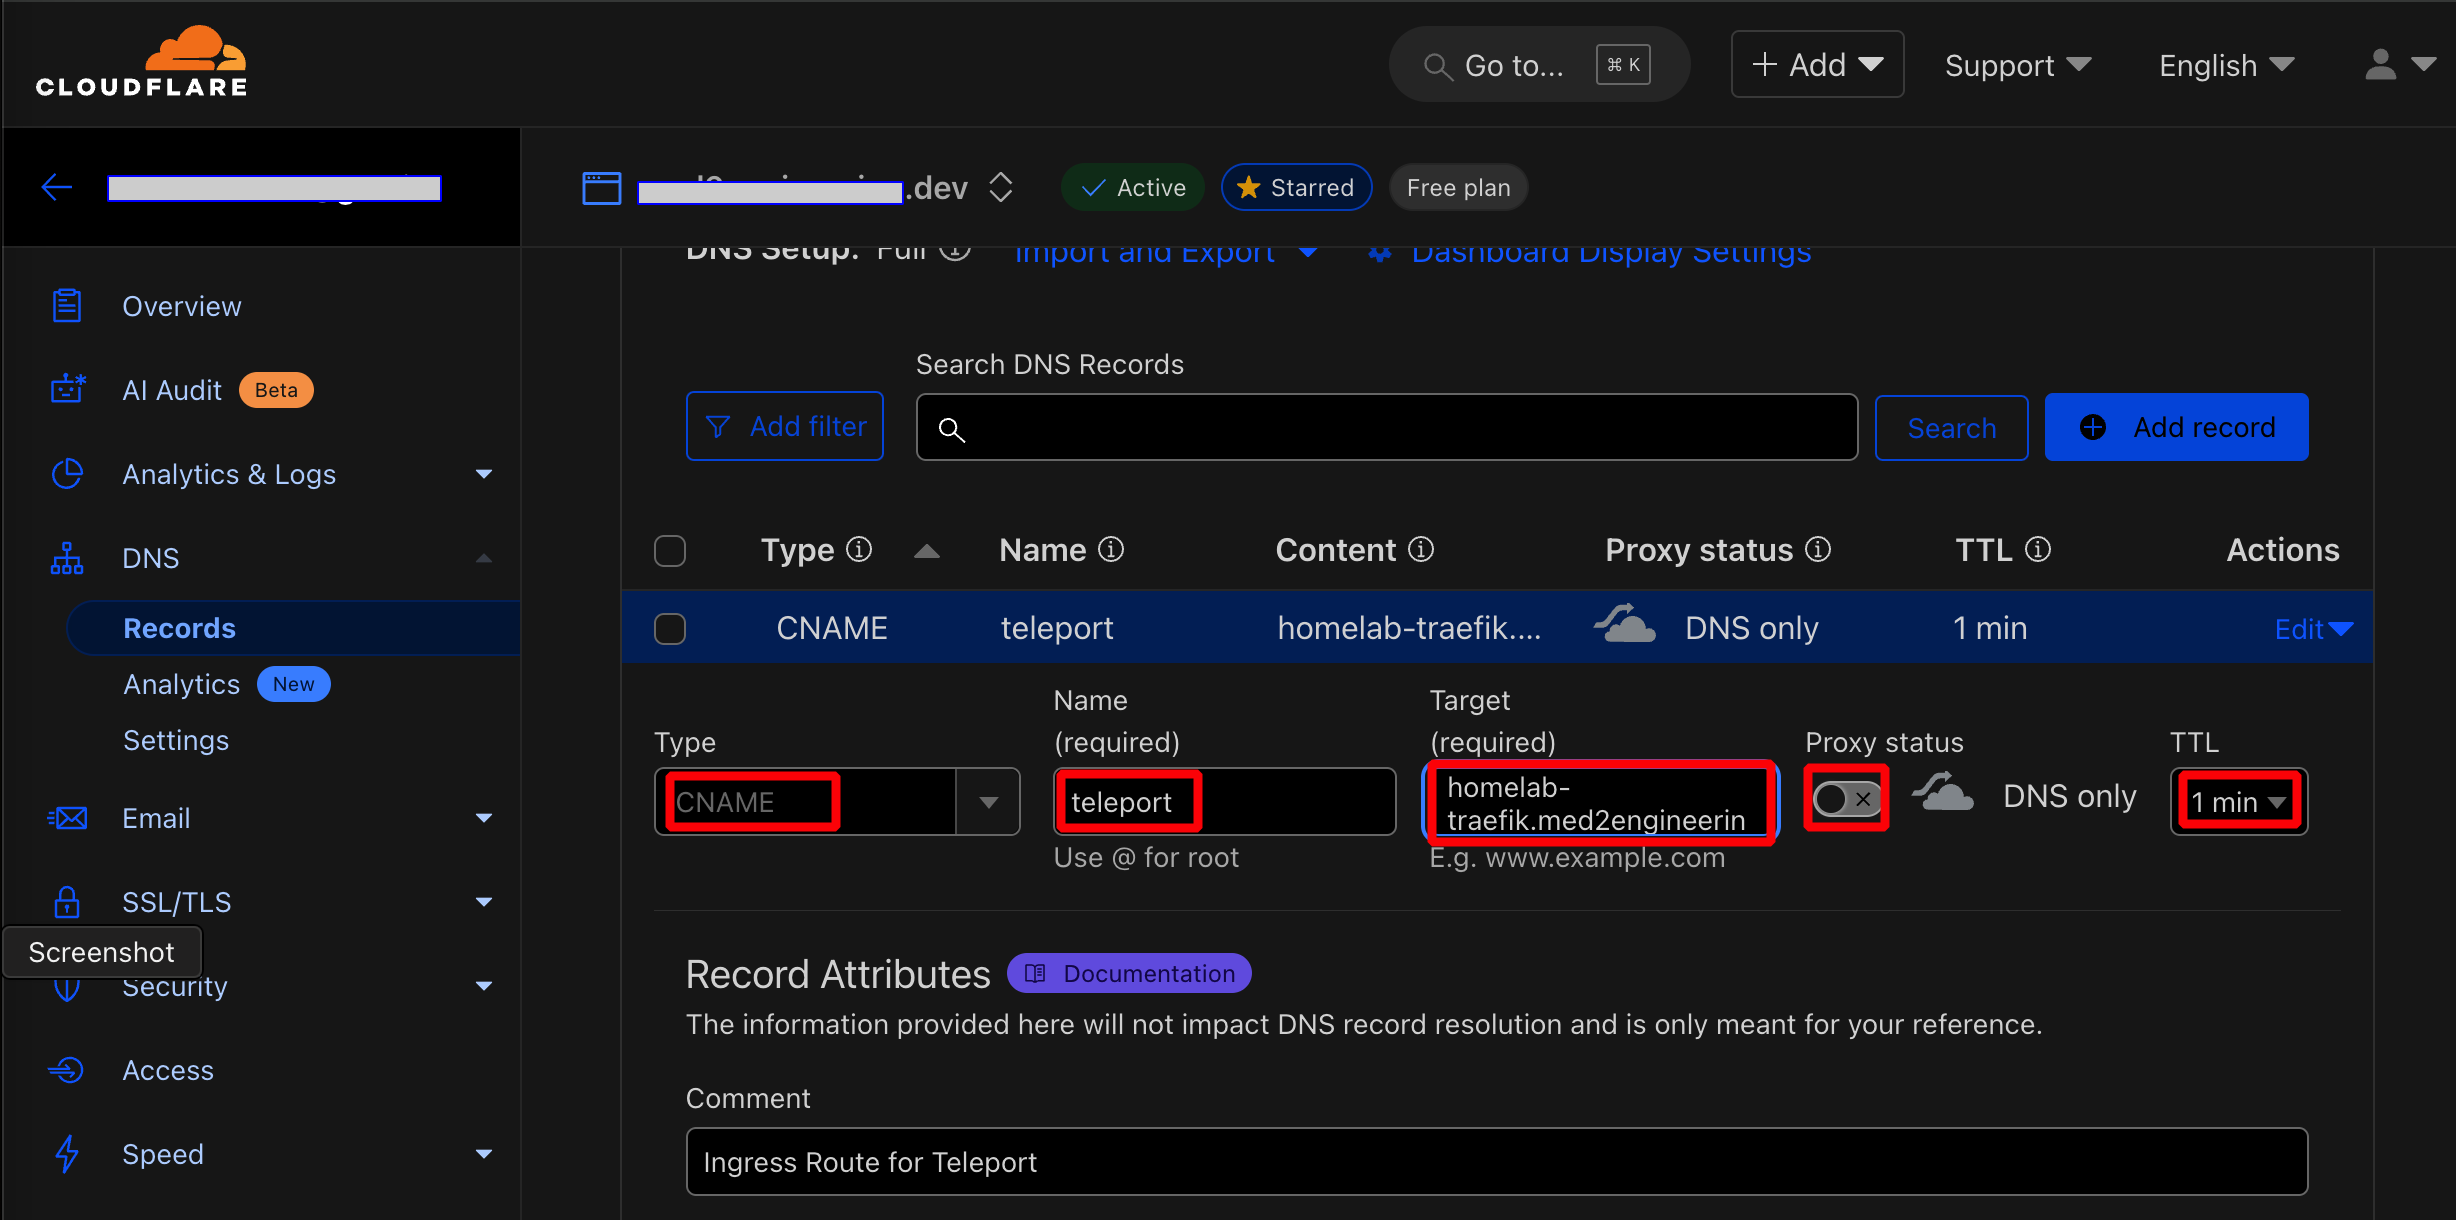 CLOUDFLARE
Go to... ⌘ K
+ Add
Support
English
.dev
Active
Starred
Free plan
DNS Setup: Full
Import and Export
Dashboard Display Settings
Overview
AI Audit Beta
Analytics & Logs
DNS
Records
Analytics New
Settings
Email
SSL/TLS
Screenshot
Security
Access
Speed
Search DNS Records
Add filter
Search
Add record
Type Name Content Proxy status TTL Actions
CNAME teleport homelab-traefik.... DNS only 1 min Edit
Type
CNAME
Name
(required)
teleport
Use @ for root
Target
(required)
homelab-
traefik.med2engineerin
E.g. www.example.com
Proxy status
DNS only
TTL
1 min
Record Attributes Documentation
The information provided here will not impact DNS record resolution and is only meant for your reference.
Comment
Ingress Route for Teleport